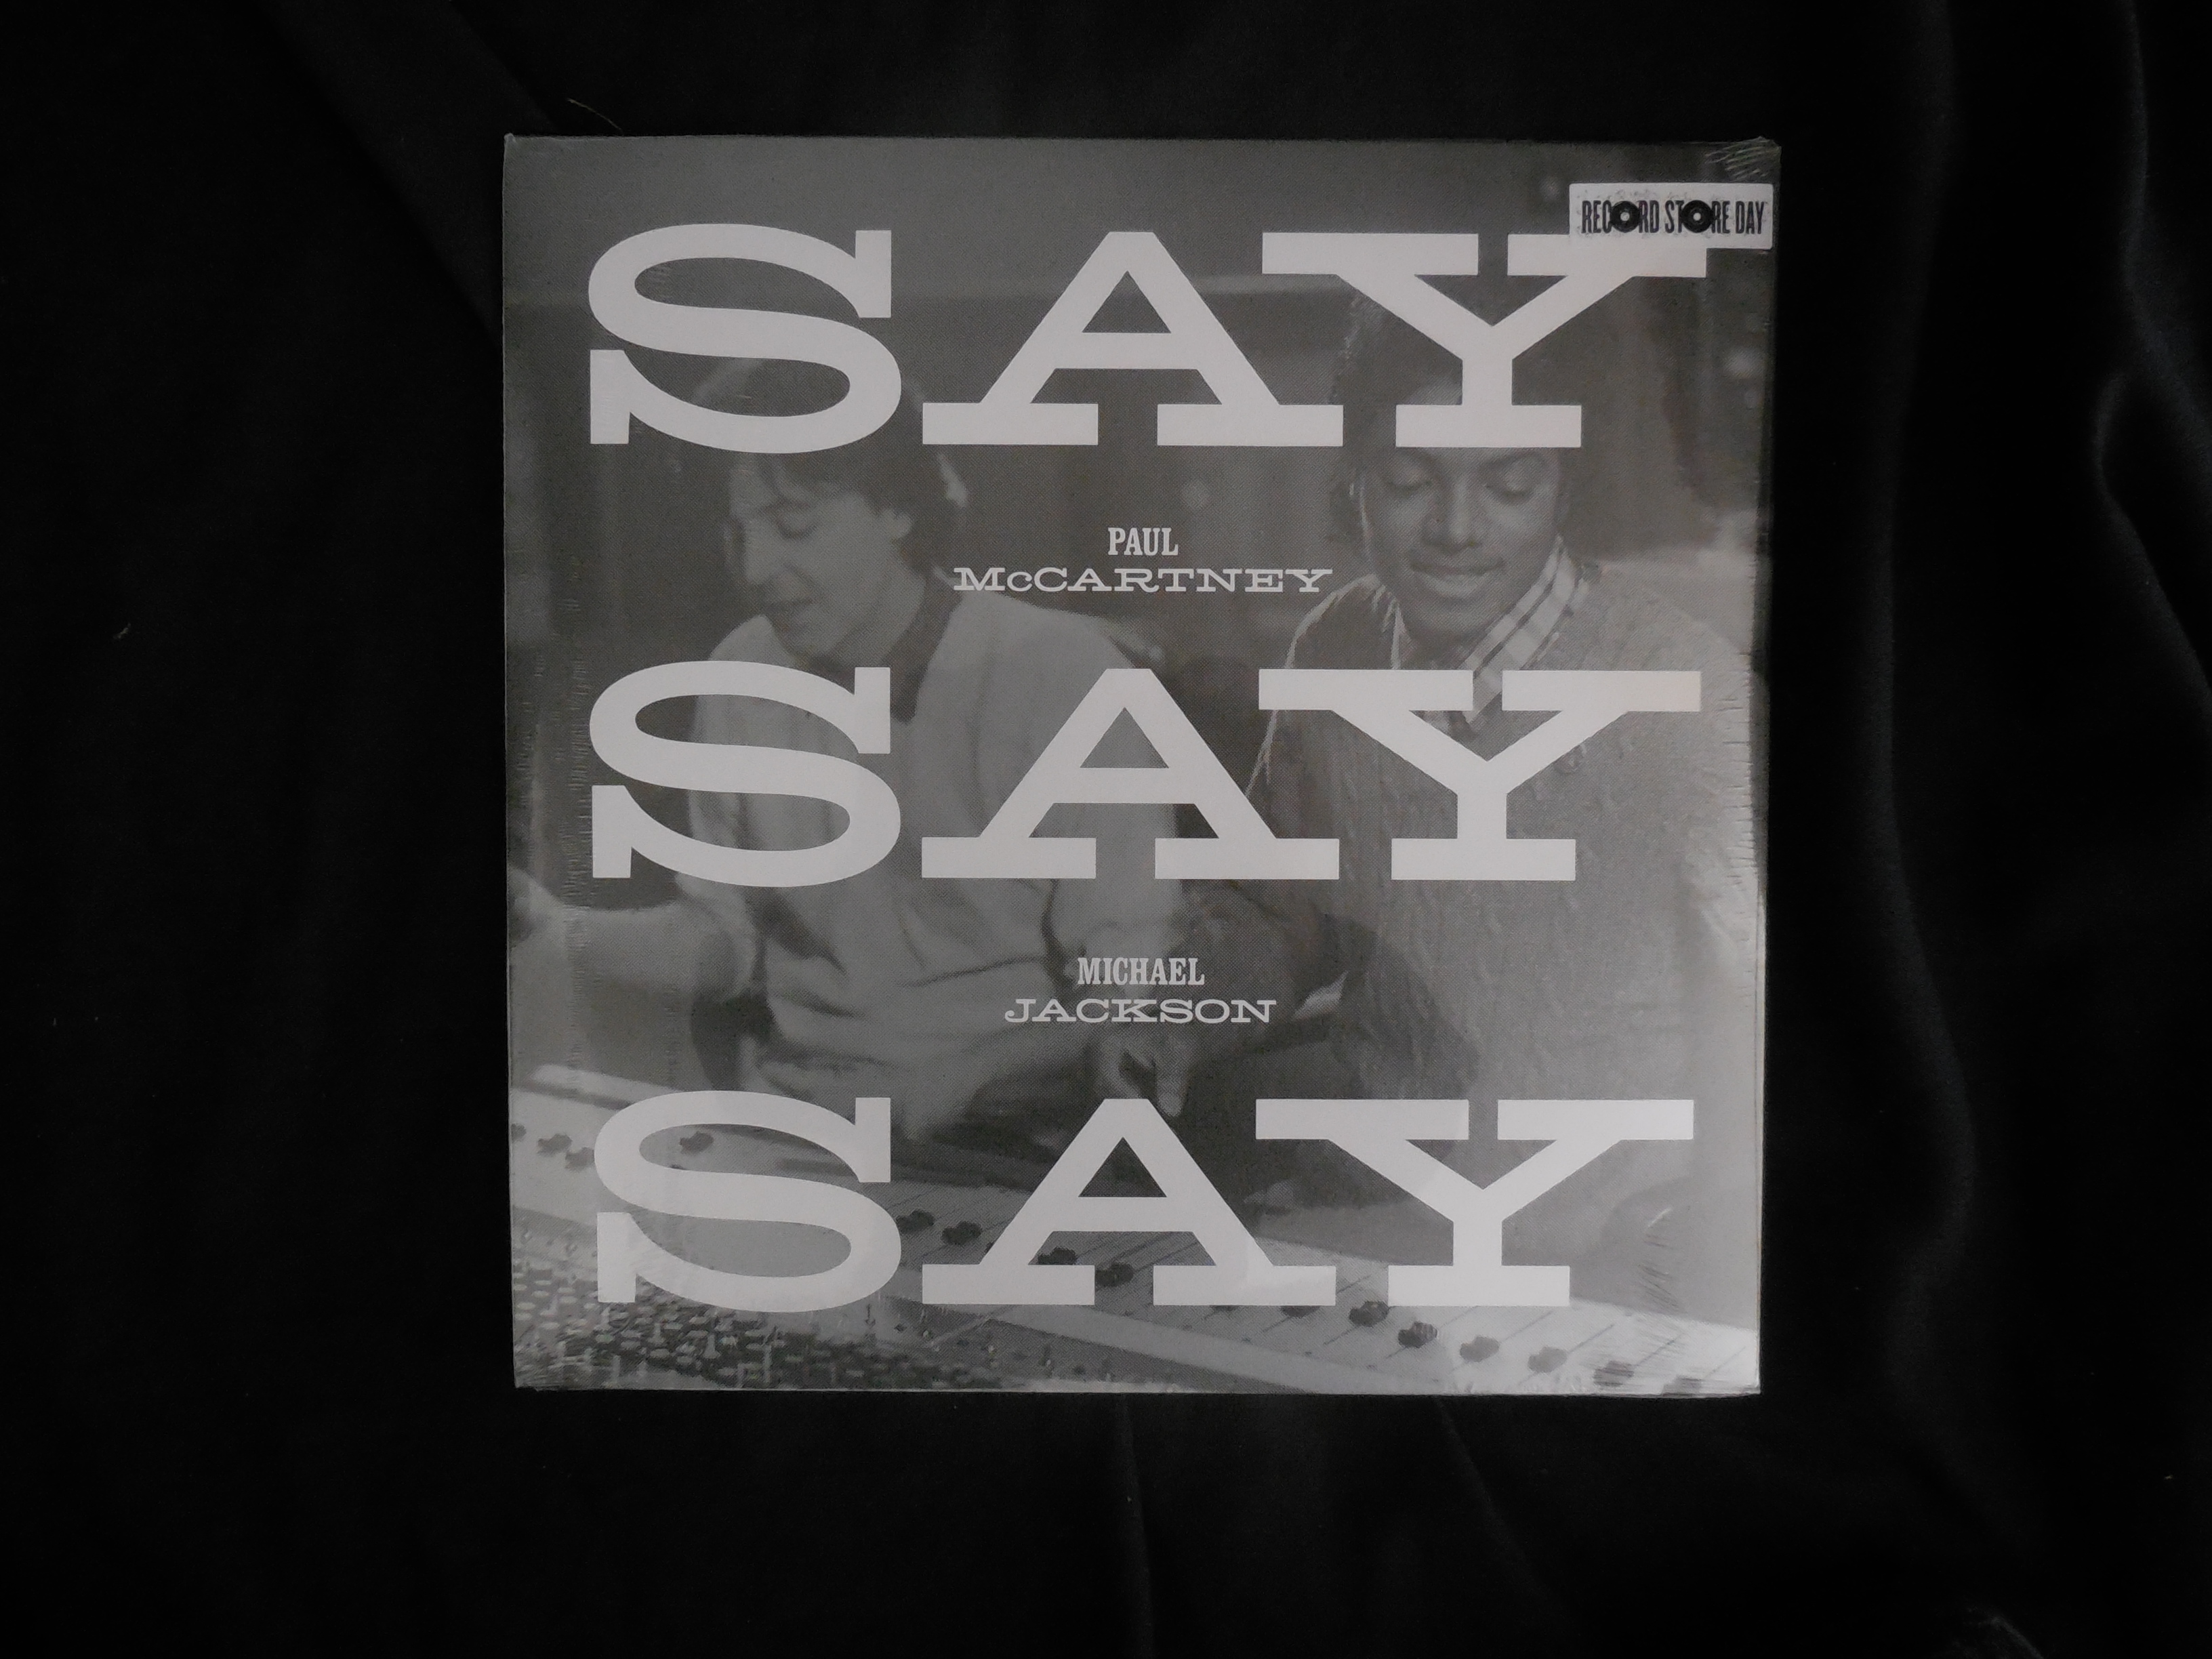 RECORD STORE DAY
SAY
PAUL
McCARTNEY
SAY
MICHAEL
JACKSON
SAY